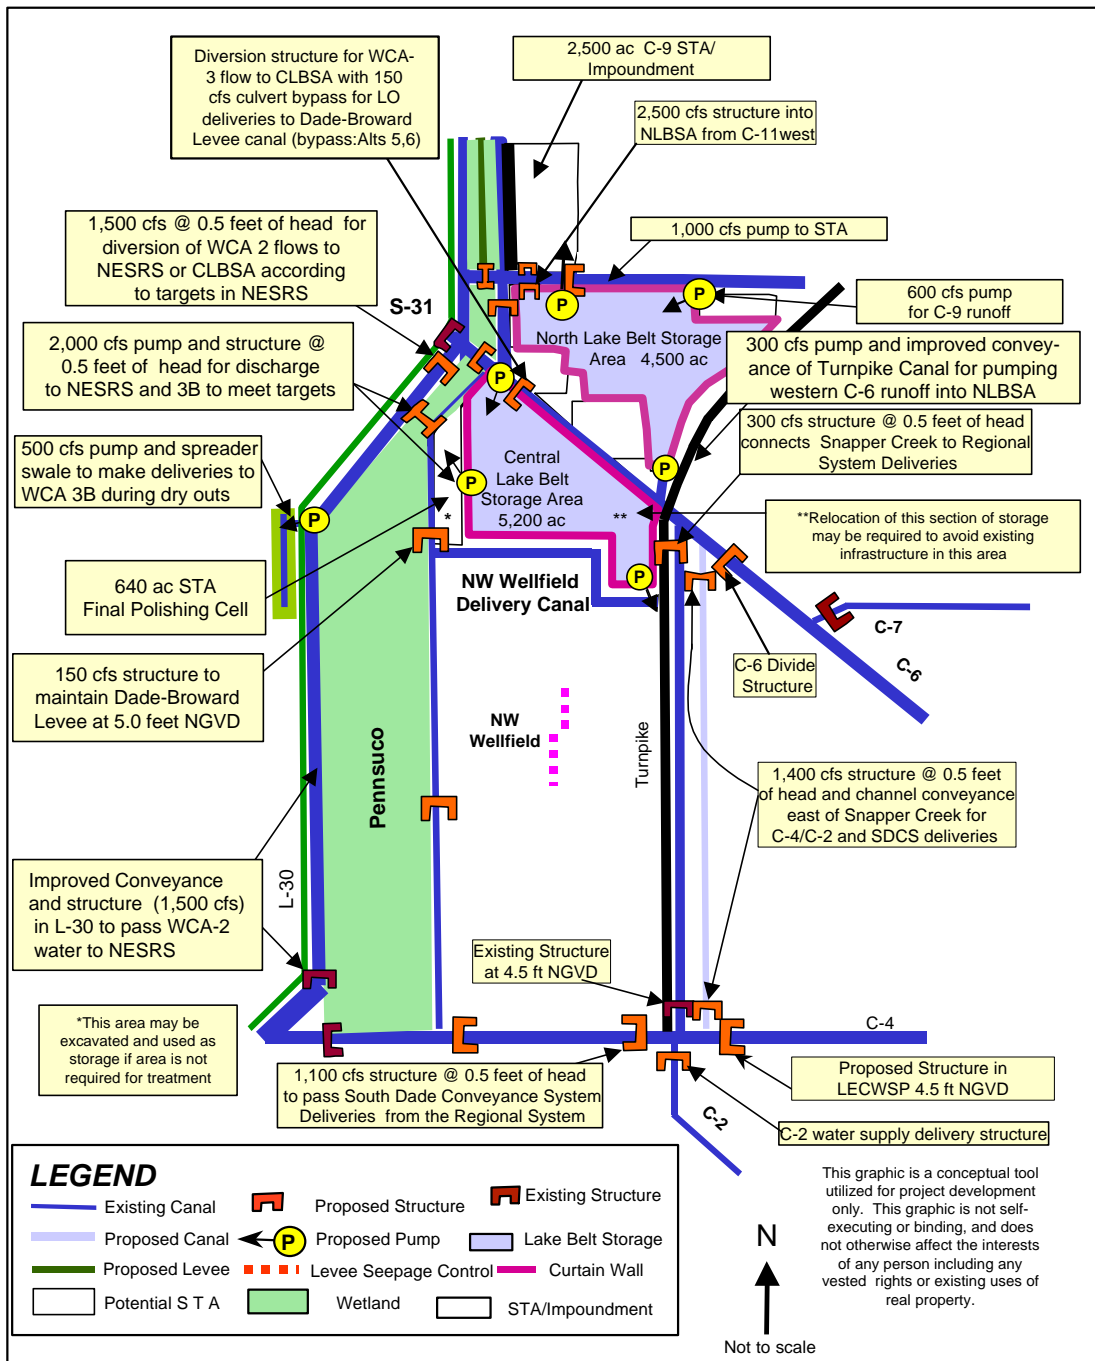 Diversion structure for WCA-
3 flow to CLBSA with 150
cfs culvert bypass for LO
deliveries to Dade-Broward
Levee canal (bypass:Alts 5,6)
2,500 ac  C-9 STA/
Impoundment
2,500 cfs structure into
NLBSA from C-11west
1,500 cfs @ 0.5 feet of head  for
diversion of WCA 2 flows to
NESRS or CLBSA according
to targets in NESRS
1,000 cfs pump to STA
S-31
600 cfs pump
for C-9 runoff
P
P
North Lake Belt Storage
Area   4,500 ac
2,000 cfs pump and structure @
0.5 feet of  head for discharge
to NESRS and 3B to meet targets
300 cfs pump and improved convey-
ance of Turnpike Canal for pumping
western C-6 runoff into NLBSA
P
300 cfs structure @ 0.5 feet of head
connects  Snapper Creek to Regional
System Deliveries
500 cfs pump and spreader
swale to make deliveries to
WCA 3B during dry outs
Central
Lake Belt
Storage Area
5,200 ac
P
P
P
*
**
**Relocation of this section of storage
may be required to avoid existing
infrastructure in this area
640 ac STA
Final Polishing Cell
NW Wellfield
Delivery Canal
P
C-7
C-6
C-6 Divide
Structure
150 cfs structure to
maintain Dade-Broward
Levee at 5.0 feet NGVD
NW
Wellfield
Turnpike
Pennsuco
1,400 cfs structure @ 0.5 feet
of head and channel conveyance
east of Snapper Creek for
C-4/C-2 and SDCS deliveries
L-30
Improved Conveyance
and structure  (1,500 cfs)
in L-30 to pass WCA-2
water to NESRS
Existing Structure
at 4.5 ft NGVD
*This area may be
excavated and used as
storage if area is not
required for treatment
C-4
1,100 cfs structure @ 0.5 feet of head
to pass South Dade Conveyance System
Deliveries  from the Regional System
Proposed Structure in
LECWSP 4.5 ft NGVD
C-2
C-2 water supply delivery structure
LEGEND
Existing Canal
Proposed Structure
Existing Structure
Proposed Canal
P
Proposed Pump
Lake Belt Storage
Proposed Levee
Levee Seepage Control
Curtain Wall
Potential S T A
Wetland
STA/Impoundment
This graphic is a conceptual tool
utilized for project development
only.  This graphic is not self-
executing or binding, and does
not otherwise affect the interests
of any person including any
vested  rights or existing uses of
real property.
N
Not to scale